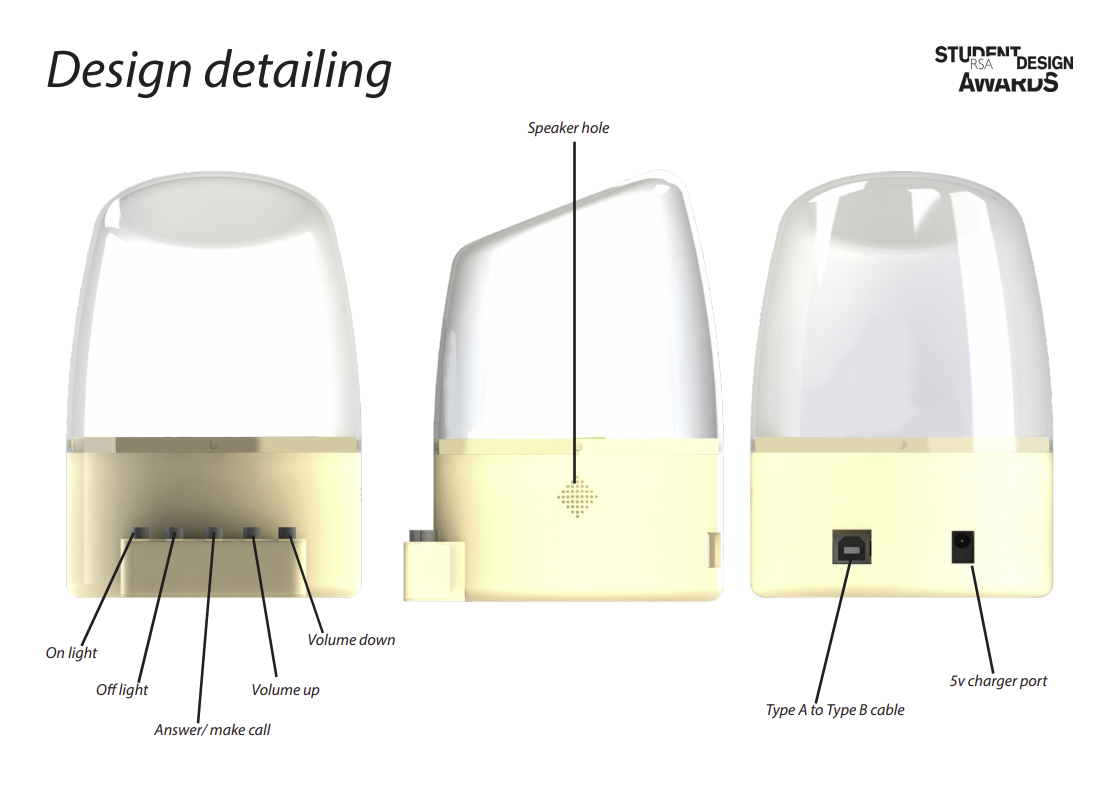 Design detailing
STUDENT
RSA DESIGN
AWARDS
Speaker hole
On light
Off light
Answer/ make call
Volume up
Volume down
Type A to Type B cable
5v charger port